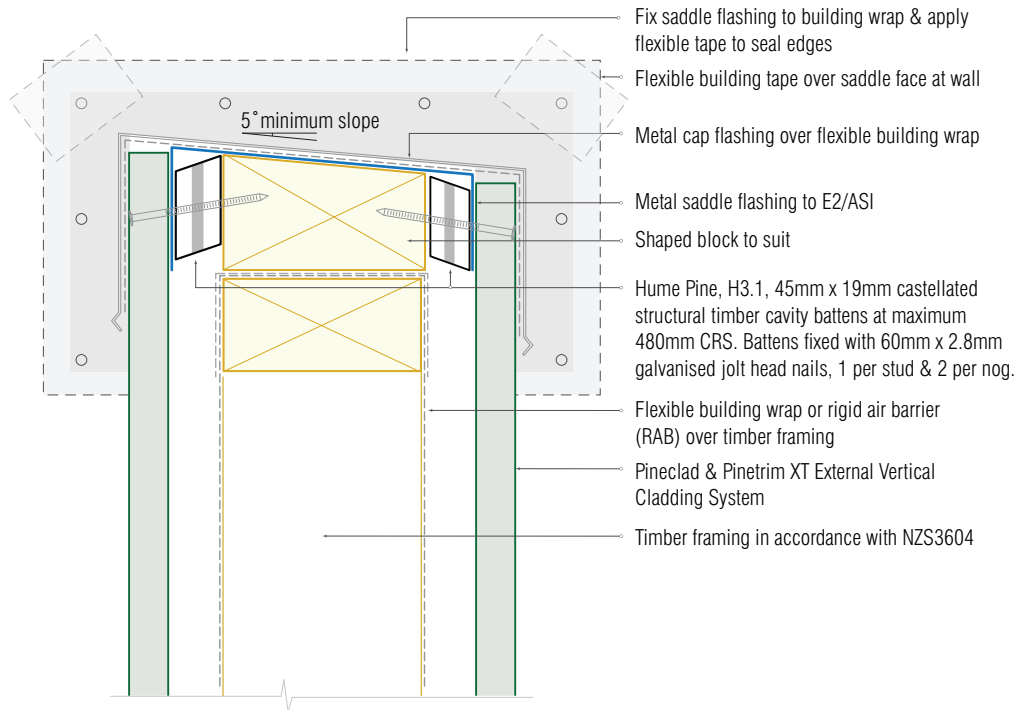 Fix saddle flashing to building wrap & apply
flexible tape to seal edges
Flexible building tape over saddle face at wall
5° minimum slope
Metal cap flashing over flexible building wrap
Metal saddle flashing to E2/ASI
Shaped block to suit
Hume Pine, H3.1, 45mm x 19mm castellated
structural timber cavity battens at maximum
480mm CRS. Battens fixed with 60mm x 2.8mm
galvanised jolt head nails, 1 per stud & 2 per nog.
Flexible building wrap or rigid air barrier
(RAB) over timber framing
Pineclad & Pinetrim XT External Vertical
Cladding System
Timber framing in accordance with NZS3604